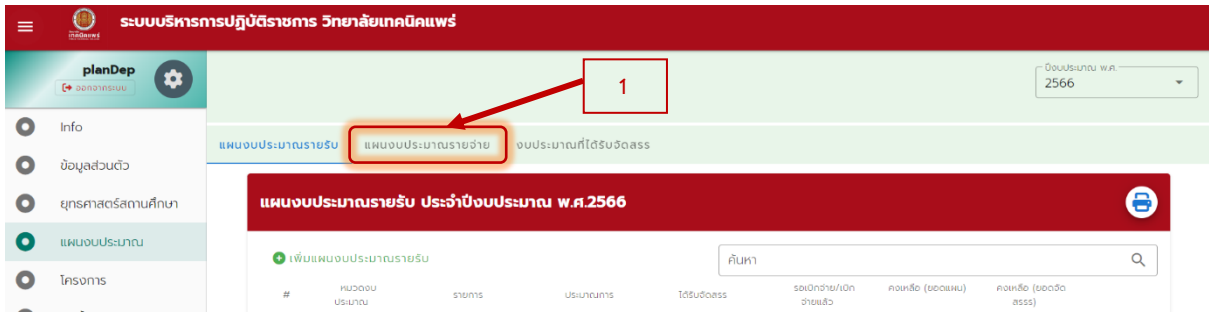 ระบบบริหารการปฏิบัติราชการ วิทยาลัยเทคนิคแพร่
planDep
ออกจากระบบ
1
ปีงบประมาณ พ.ศ.
2566
Info
ข้อมูลส่วนตัว
ยุทธศาสตร์สถานศึกษา
แผนงบประมาณ
โครงการ
แผนงบประมาณรายรับ แผนงบประมาณรายจ่าย งบประมาณที่ได้รับจัดสรร
แผนงบประมาณรายรับ ประจำปีงบประมาณ พ.ศ.2566
เพิ่มแผนงบประมาณรายรับ
ค้นหา
# หมวดงบประมาณ รายการ ประมาณการ ได้รับจัดสรร รอเบิกจ่าย/เบิกจ่ายแล้ว คงเหลือ (ยอดแผน) คงเหลือ (ยอดจัดสรร)